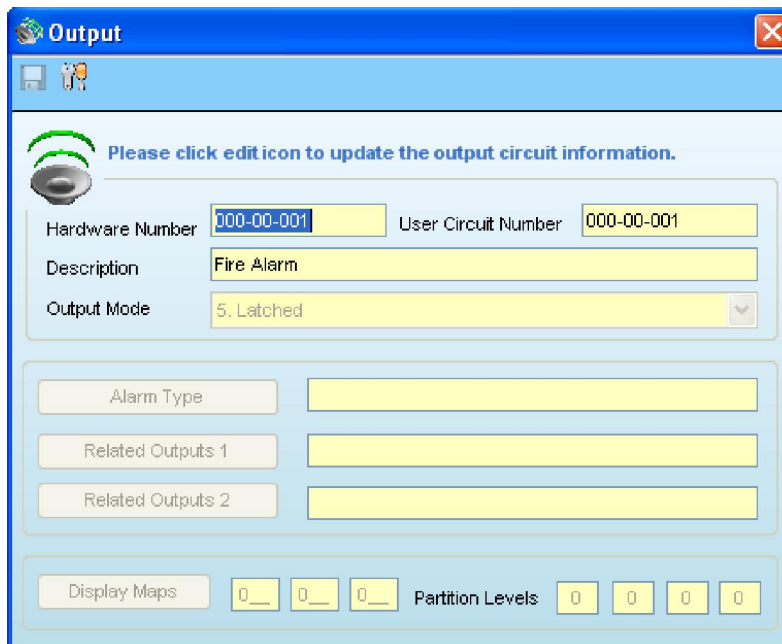 Output
Please click edit icon to update the output circuit information.
Hardware Number 000-00-001 User Circuit Number 000-00-001
Description Fire Alarm
Output Mode 5. Latched
Alarm Type
Related Outputs 1
Related Outputs 2
Display Maps 0__ 0__ 0__ Partition Levels 0 0 0 0